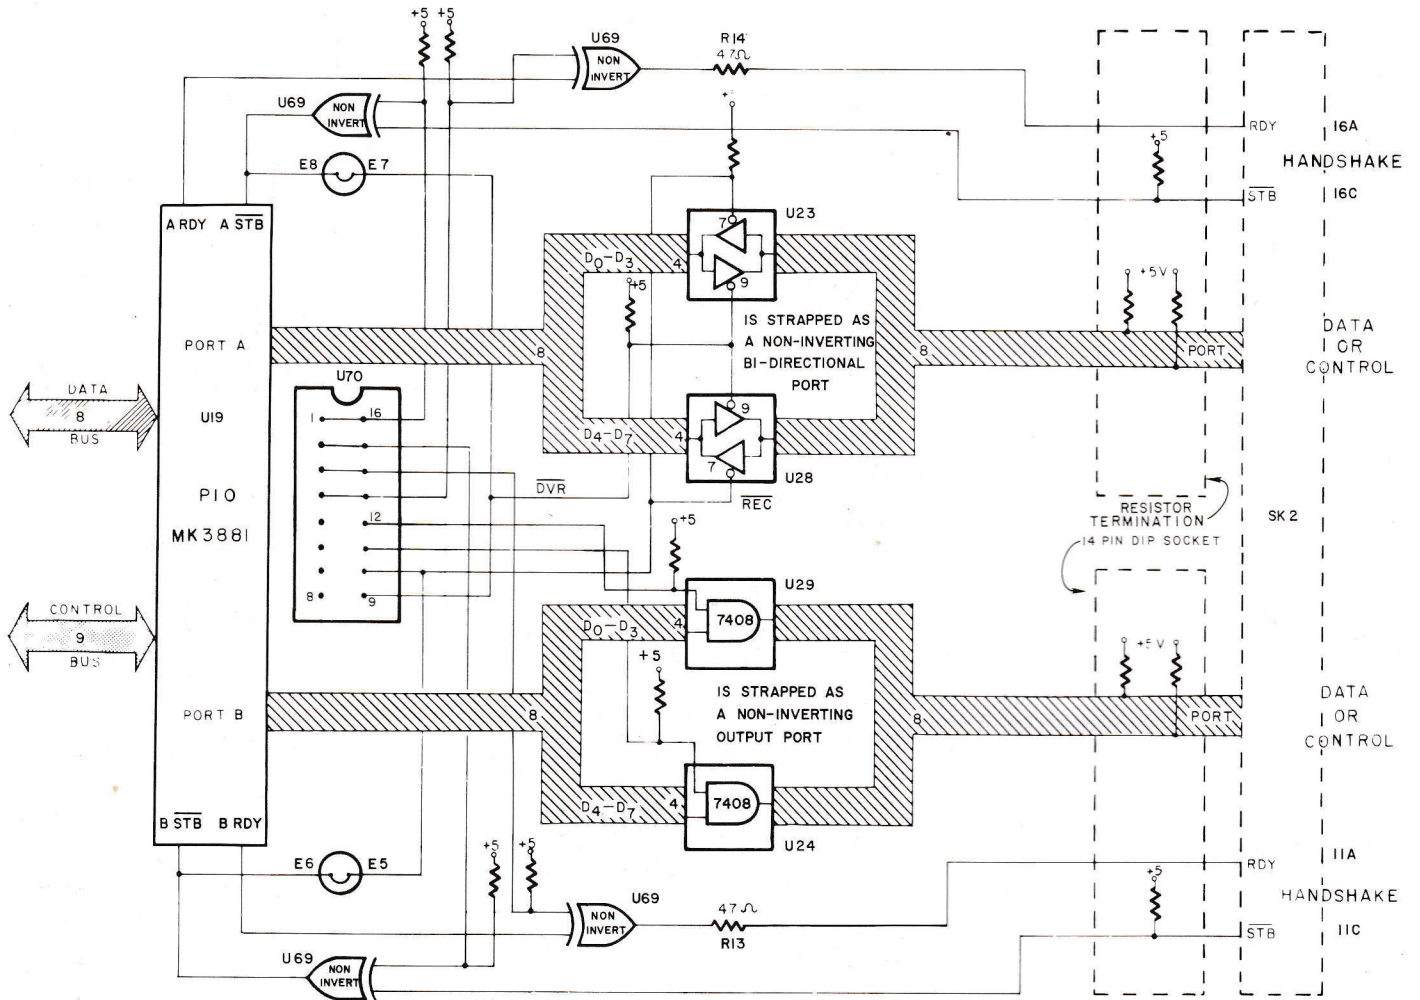 +5 +5
U69
NON
INVERT
R14
47Ω
U69
NON
INVERT
E8 E7
RDY
16A
HANDSHAKE
+5
STB
16C
A RDY A STB
U23
7
4
9
D0-D3
+5
IS STRAPPED AS
A NON-INVERTING
BI-DIRECTIONAL
PORT
+5V
PORT A
8
8
PORT
DATA
OR
CONTROL
U70
DATA
8
BUS
U19
1 16
9
4
7
D4-D7
U28
PIO
MK3881
DVR
REC
12
8 9
+5
RESISTOR
TERMINATION
14 PIN DIP SOCKET
SK2
CONTROL
9
BUS
U29
7408
4
D0-D3
+5
IS STRAPPED AS
A NON-INVERTING
OUTPUT PORT
+5V
PORT B
8
8
PORT
DATA
OR
CONTROL
D4-D7
4
7408
U24
B STB B RDY
E6 E5
+5 +5
U69
NON
INVERT
47Ω
R13
RDY
11A
HANDSHAKE
+5
STB
11C
U69
NON
INVERT